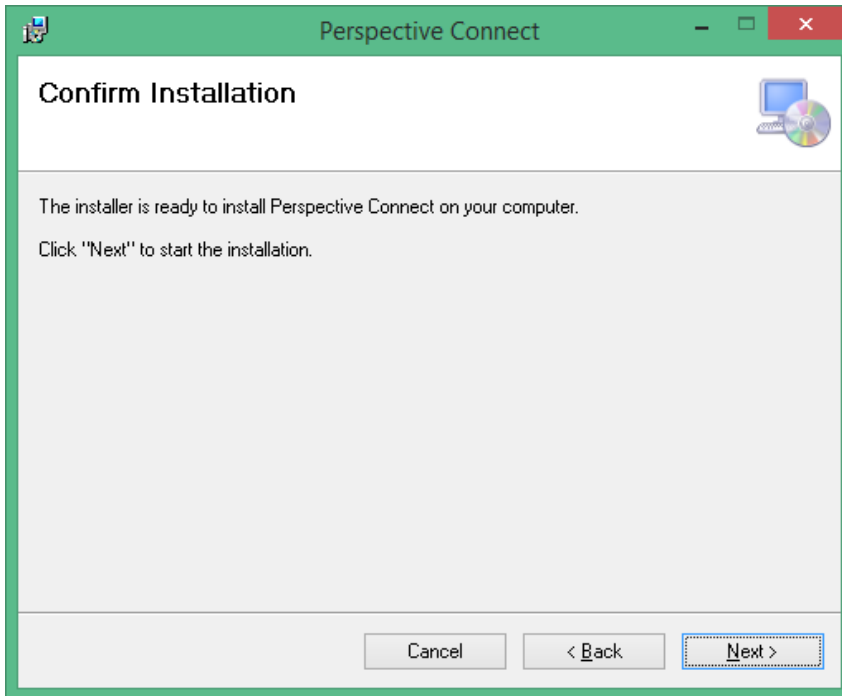 Perspective Connect
Confirm Installation
The installer is ready to install Perspective Connect on your computer.
Click "Next" to start the installation.
Cancel
< Back
Next >